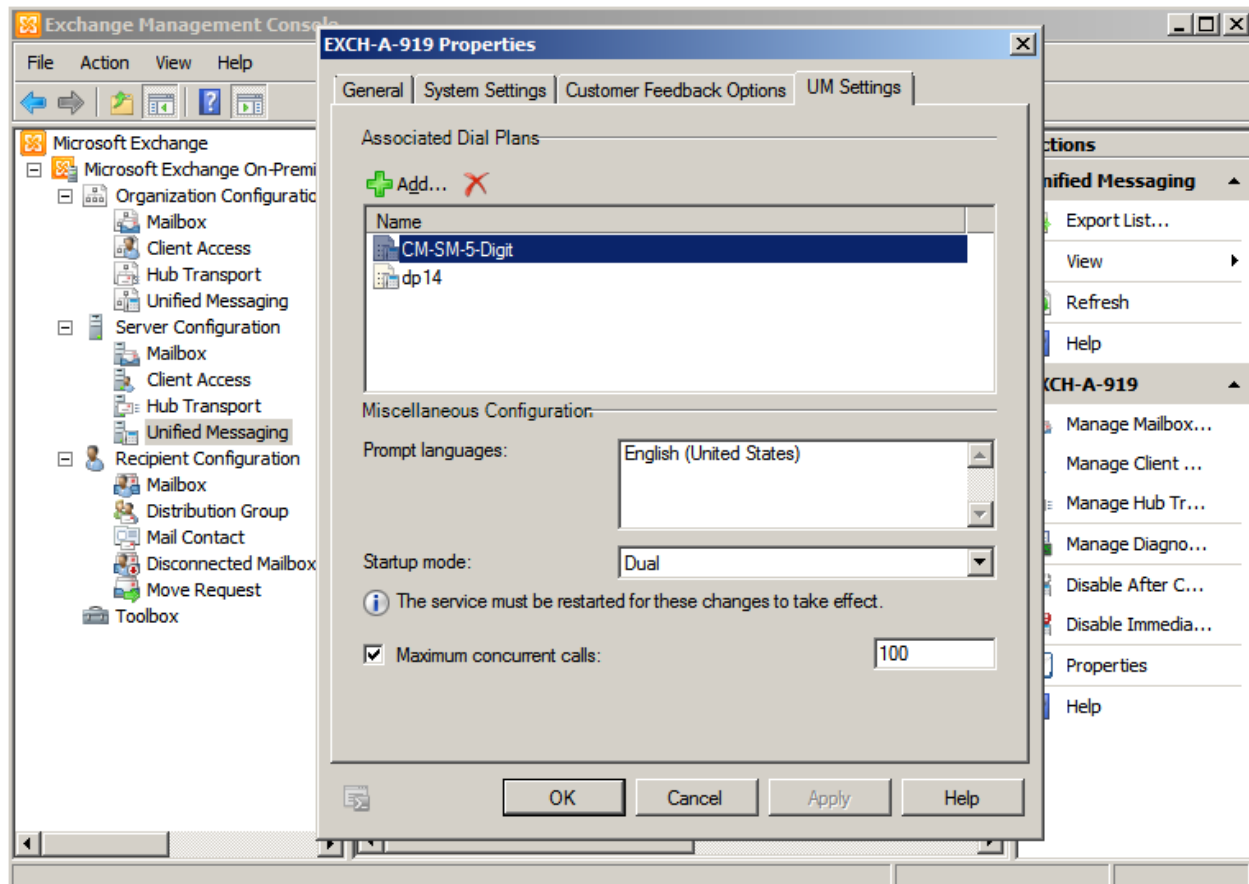 Exchange Management Console
File Action View Help
Microsoft Exchange
Microsoft Exchange On-Premi
Organization Configuratio
Mailbox
Client Access
Hub Transport
Unified Messaging
Server Configuration
Mailbox
Client Access
Hub Transport
Unified Messaging
Recipient Configuration
Mailbox
Distribution Group
Mail Contact
Disconnected Mailbox
Move Request
Toolbox
EXCH-A-919 Properties
General System Settings Customer Feedback Options UM Settings
Associated Dial Plans
Add...
Name
CM-SM-5-Digit
dp14
Miscellaneous Configuration
Prompt languages: English (United States)
Startup mode: Dual
The service must be restarted for these changes to take effect.
Maximum concurrent calls: 100
OK Cancel Apply Help
ctions
nified Messaging
Export List...
View
Refresh
Help
XCH-A-919
Manage Mailbox...
Manage Client ...
Manage Hub Tr...
Manage Diagno...
Disable After C...
Disable Immedia...
Properties
Help